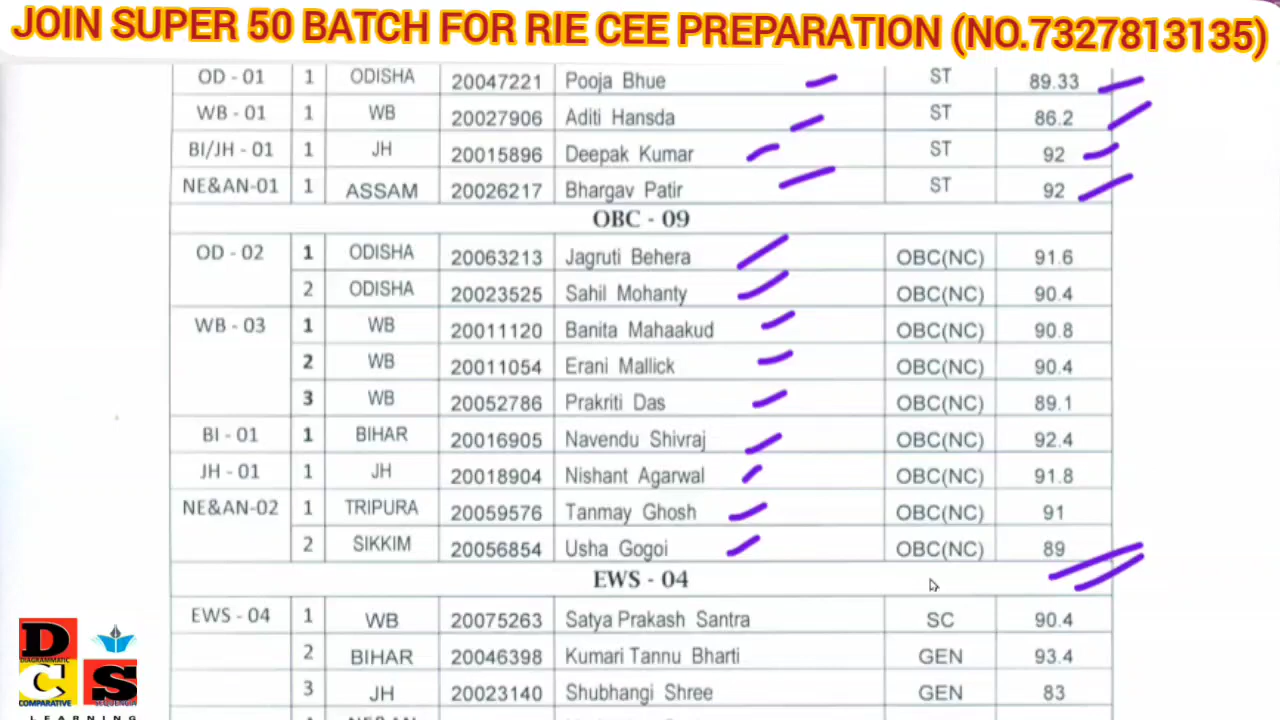 JOIN SUPER 50 BATCH FOR RIE CEE PREPARATION (NO.7327813135)
OD - 01 1 ODISHA 20047221 Pooja Bhue ST 89.33
WB - 01 1 WB 20027906 Aditi Hansda ST 86.2
BI/JH - 01 1 JH 20015896 Deepak Kumar ST 92
NE&AN-01 1 ASSAM 20026217 Bhargav Patir ST 92
OBC - 09
OD - 02 1 ODISHA 20063213 Jagruti Behera OBC(NC) 91.6
2 ODISHA 20023525 Sahil Mohanty OBC(NC) 90.4
WB - 03 1 WB 20011120 Banita Mahaakud OBC(NC) 90.8
2 WB 20011054 Erani Mallick OBC(NC) 90.4
3 WB 20052786 Prakriti Das OBC(NC) 89.1
BI - 01 1 BIHAR 20016905 Navendu Shivraj OBC(NC) 92.4
JH - 01 1 JH 20018904 Nishant Agarwal OBC(NC) 91.8
NE&AN-02 1 TRIPURA 20059576 Tanmay Ghosh OBC(NC) 91
2 SIKKIM 20056854 Usha Gogoi OBC(NC) 89
EWS - 04
EWS - 04 1 WB 20075263 Satya Prakash Santra SC 90.4
2 BIHAR 20046398 Kumari Tannu Bharti GEN 93.4
3 JH 20023140 Shubhangi Shree GEN 83
D
DIAGRAMMATIC
C S
COMPARATIVE
LEARNING